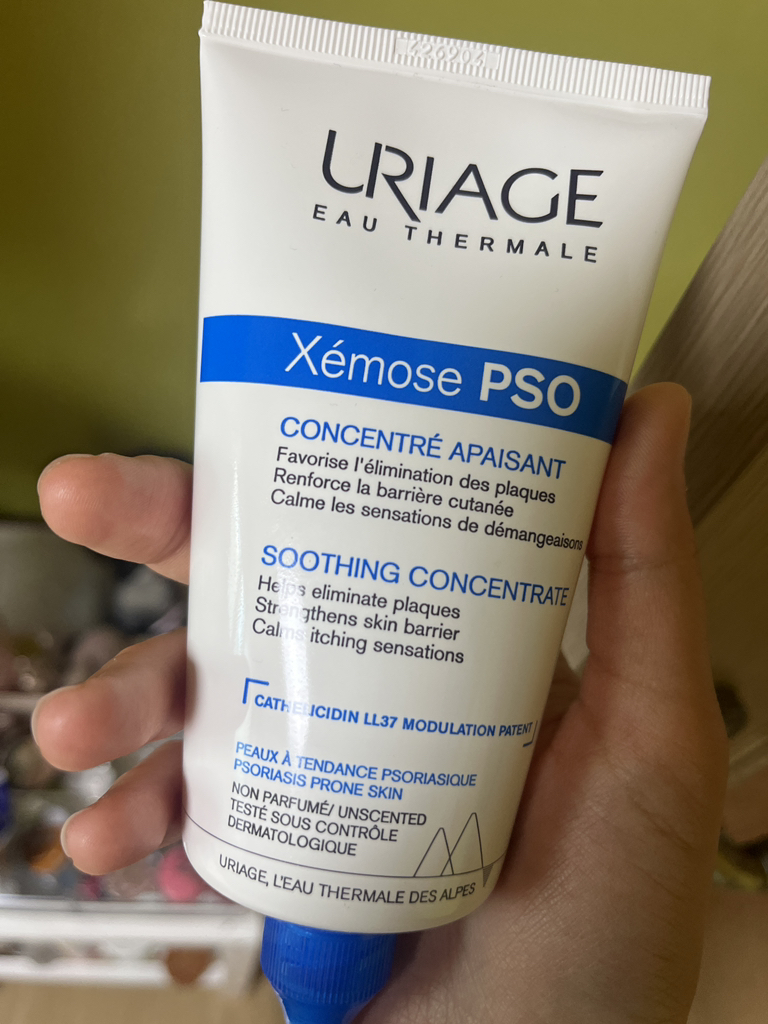 URIAGE
EAU THERMALE
Xémose PSO
CONCENTRÉ APAISANT
Favorise l'élimination des plaques
Renforce la barrière cutanée
Calme les sensations de démangeaisons
SOOTHING CONCENTRATE
Helps eliminate plaques
Strengthens skin barrier
Calms itching sensations
CATHELICIDIN LL37 MODULATION PATENT
PEAUX À TENDANCE PSORIASIQUE
PSORIASIS PRONE SKIN
NON PARFUMÉ/ UNSCENTED
TESTÉ SOUS CONTRÔLE
DERMATOLOGIQUE
URIAGE, L'EAU THERMALE DES ALPES